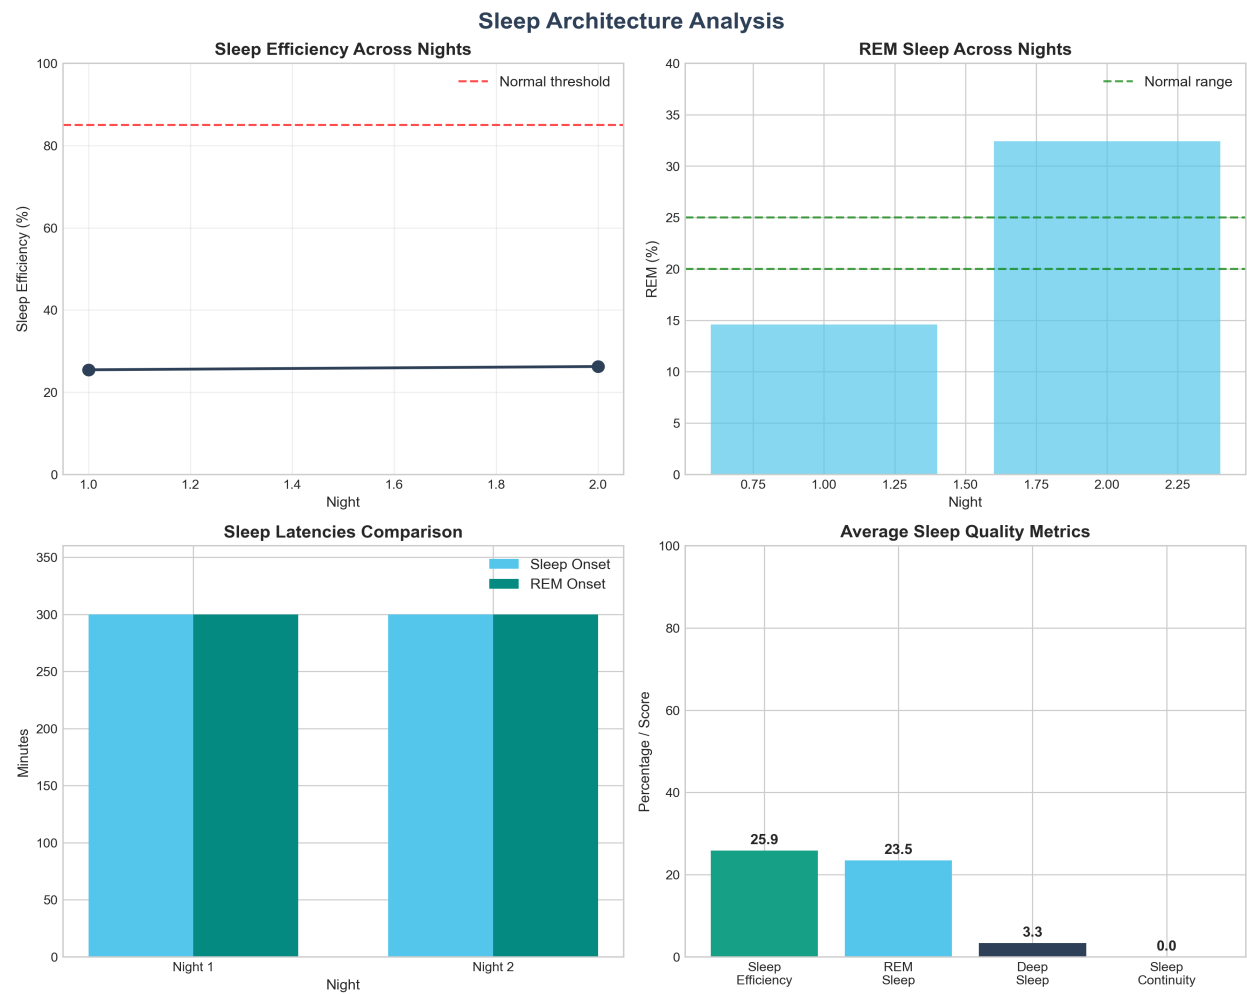 Sleep Architecture Analysis
Sleep Efficiency Across Nights
100
80
60
40
20
0
Sleep Efficiency (%)
Normal threshold
1.0 1.2 1.4 1.6 1.8 2.0
Night
REM Sleep Across Nights
40
35
30
25
20
15
10
5
0
REM (%)
Normal range
0.75 1.00 1.25 1.50 1.75 2.00 2.25
Night
Sleep Latencies Comparison
350
300
250
200
150
100
50
0
Minutes
Sleep Onset
REM Onset
Night 1 Night 2
Night
Average Sleep Quality Metrics
100
80
60
40
20
0
Percentage / Score
25.9
23.5
3.3
0.0
Sleep
Efficiency
REM
Sleep
Deep
Sleep
Sleep
Continuity